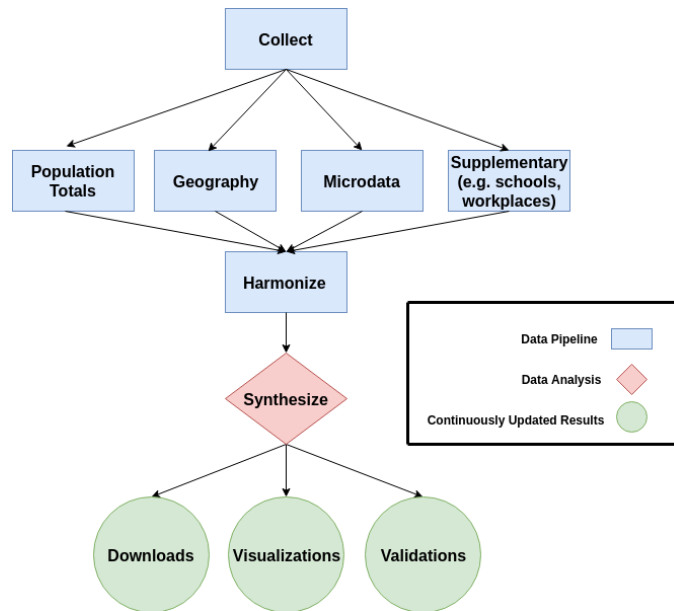 Collect
Population
Totals
Geography
Microdata
Supplementary
(e.g. schools,
workplaces)
Harmonize
Data Pipeline
Data Analysis
Continuously Updated Results
Synthesize
Downloads
Visualizations
Validations